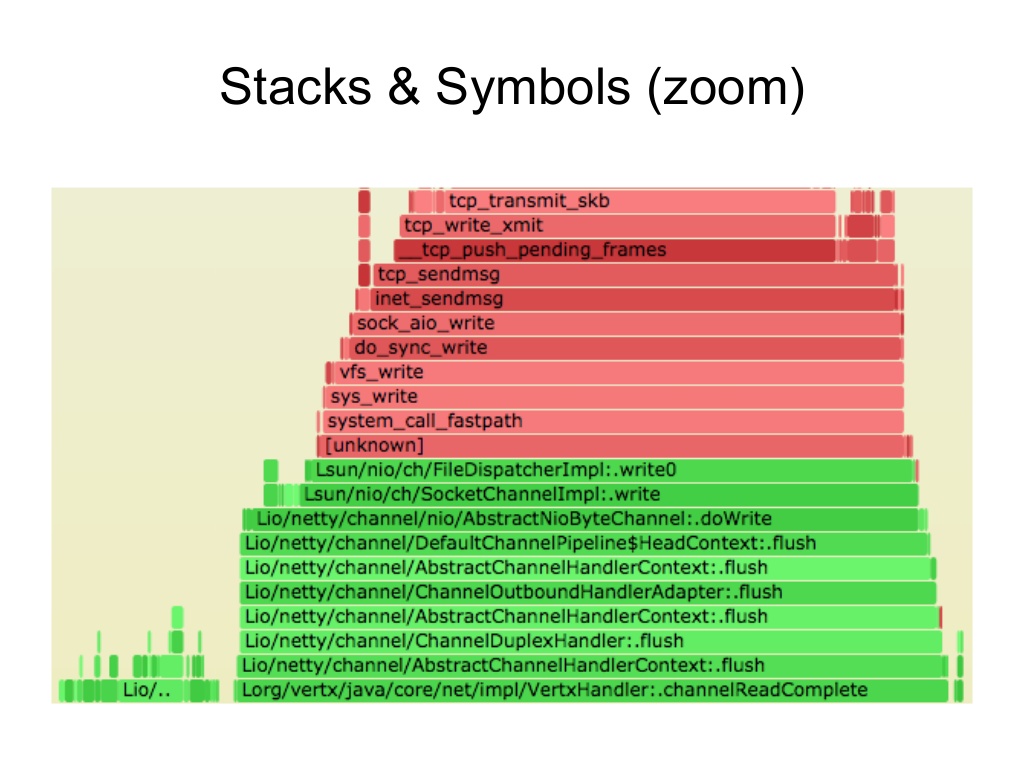 Stacks & Symbols (zoom)
tcp_transmit_skb
tcp_write_xmit
__tcp_push_pending_frames
tcp_sendmsg
inet_sendmsg
sock_aio_write
do_sync_write
vfs_write
sys_write
system_call_fastpath
[unknown]
Lsun/nio/ch/FileDispatcherImpl:.write0
Lsun/nio/ch/SocketChannelImpl:.write
Lio/netty/channel/nio/AbstractNioByteChannel:.doWrite
Lio/netty/channel/DefaultChannelPipeline$HeadContext:.flush
Lio/netty/channel/AbstractChannelHandlerContext:.flush
Lio/netty/channel/ChannelOutboundHandlerAdapter:.flush
Lio/netty/channel/AbstractChannelHandlerContext:.flush
Lio/netty/channel/ChannelDuplexHandler:.flush
Lio/netty/channel/AbstractChannelHandlerContext:.flush
Lio/.. Lorg/vertx/java/core/net/impl/VertxHandler:.channelReadComplete